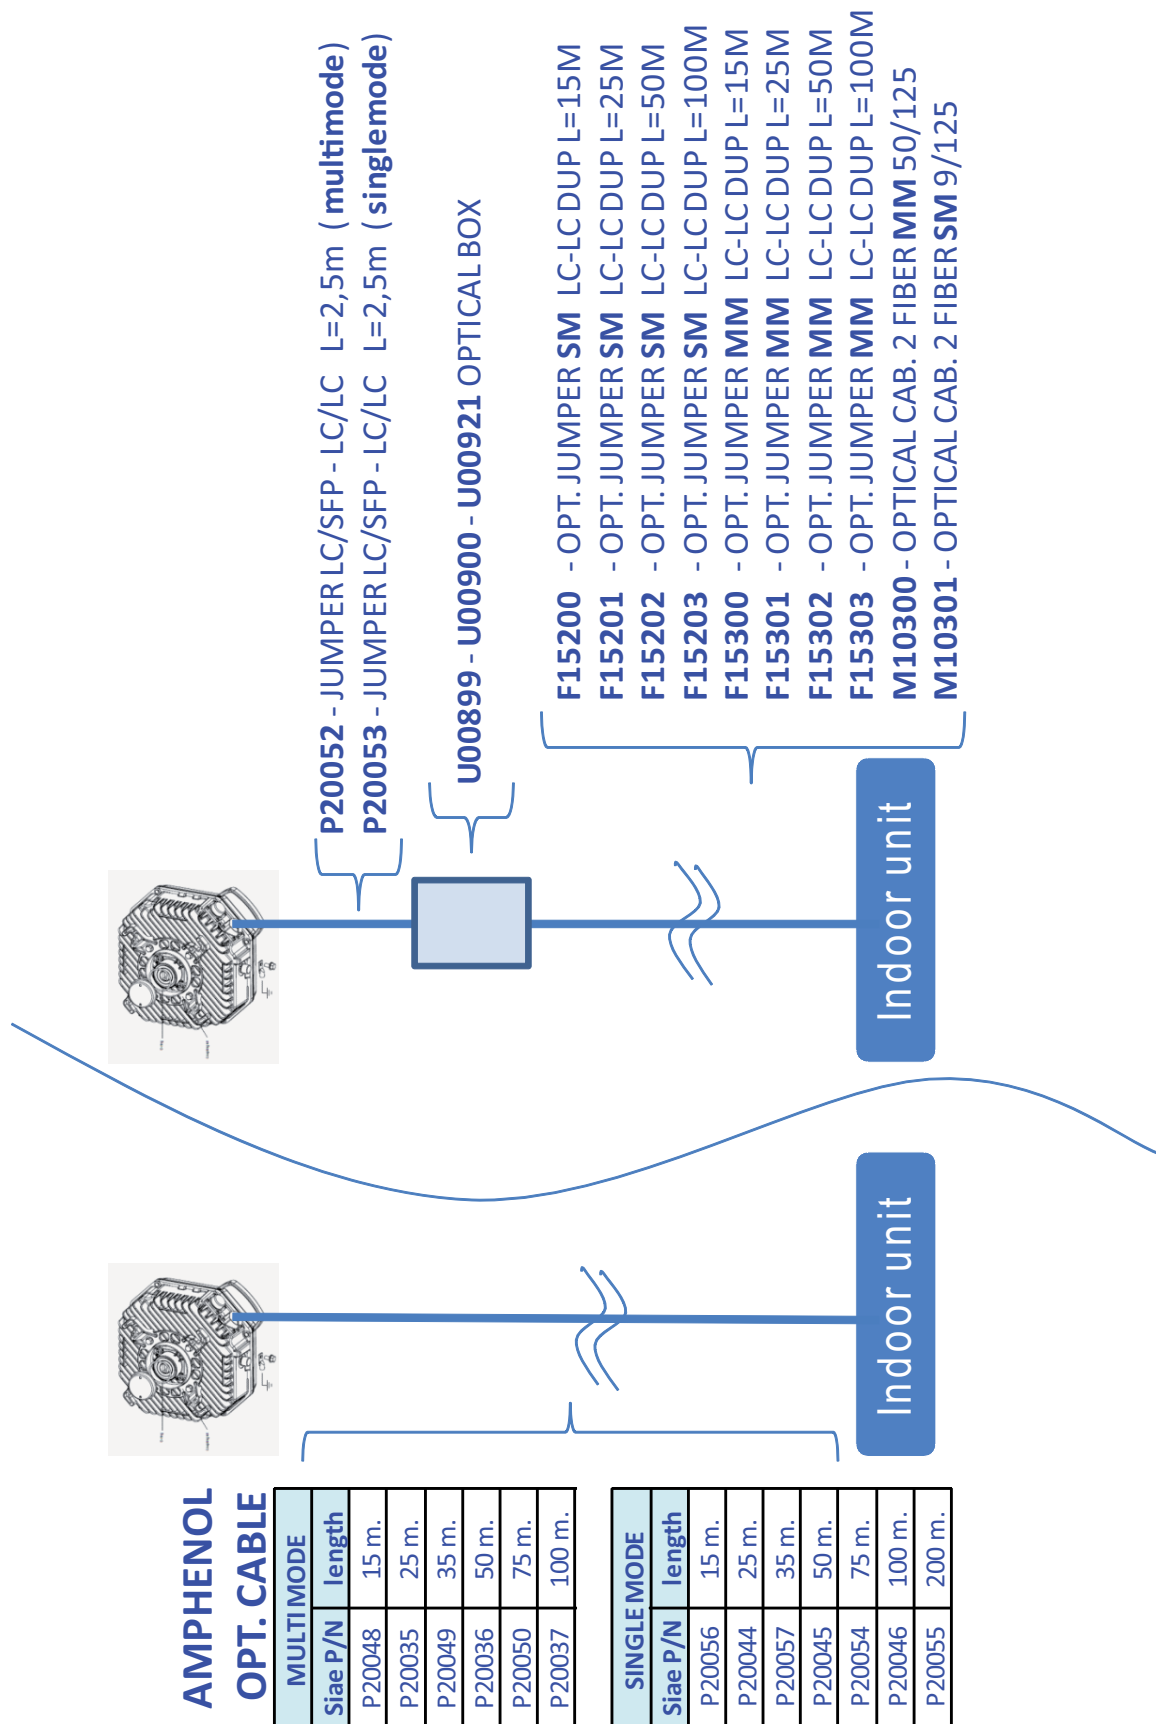 AMPHENOL
OPT. CABLE
MULTI MODE
Siae P/N length
P20048 15 m.
P20035 25 m.
P20049 35 m.
P20036 50 m.
P20050 75 m.
P20037 100 m.
SINGLE MODE
Siae P/N length
P20056 15 m.
P20044 25 m.
P20057 35 m.
P20045 50 m.
P20054 75 m.
P20046 100 m.
P20055 200 m.
Indoor unit
P20052 - JUMPER LC/SFP - LC/LC L=2,5m ( multimode)
P20053 - JUMPER LC/SFP - LC/LC L=2,5m ( singlemode)
U00899 - U00900 - U00921 OPTICAL BOX
F15200 - OPT. JUMPER SM LC-LC DUP L=15M
F15201 - OPT. JUMPER SM LC-LC DUP L=25M
F15202 - OPT. JUMPER SM LC-LC DUP L=50M
F15203 - OPT. JUMPER SM LC-LC DUP L=100M
F15300 - OPT. JUMPER MM LC-LC DUP L=15M
F15301 - OPT. JUMPER MM LC-LC DUP L=25M
F15302 - OPT. JUMPER MM LC-LC DUP L=50M
F15303 - OPT. JUMPER MM LC-LC DUP L=100M
M10300 - OPTICAL CAB. 2 FIBER MM 50/125
M10301 - OPTICAL CAB. 2 FIBER SM 9/125
Indoor unit